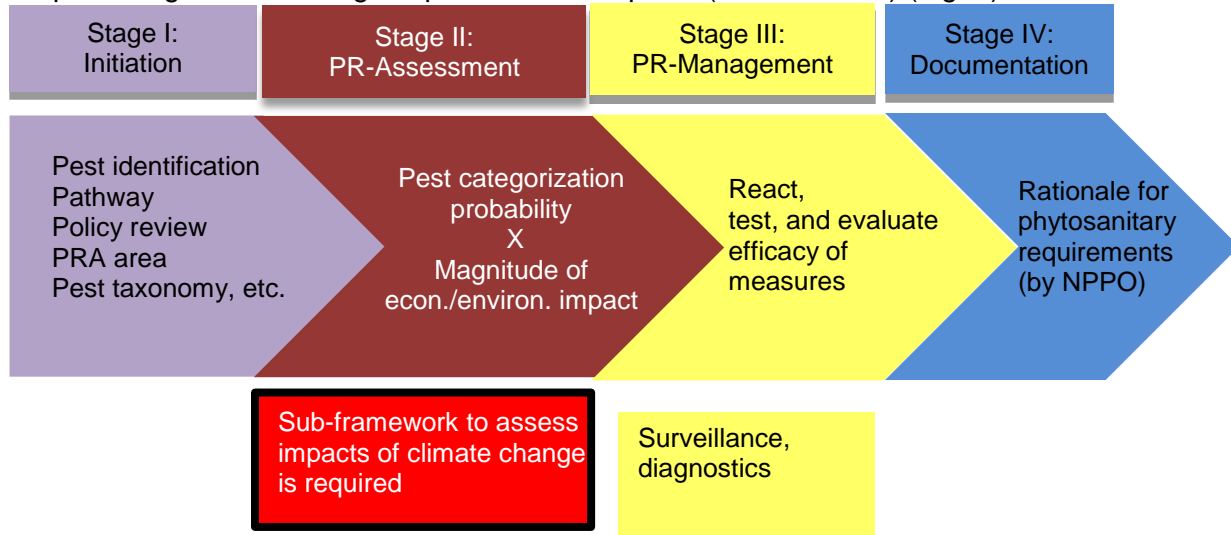 Stage I:
Initiation
Stage II:
PR-Assessment
Stage III:
PR-Management
Stage IV:
Documentation
Pest identification
Pathway
Policy review
PRA area
Pest taxonomy, etc.
Pest categorization
probability
X
Magnitude of
econ./environ. impact
React,
test, and evaluate
efficacy of
measures
Rationale for
phytosanitary
requirements
(by NPPO)
Sub-framework to assess
impacts of climate change
is required
Surveillance,
diagnostics